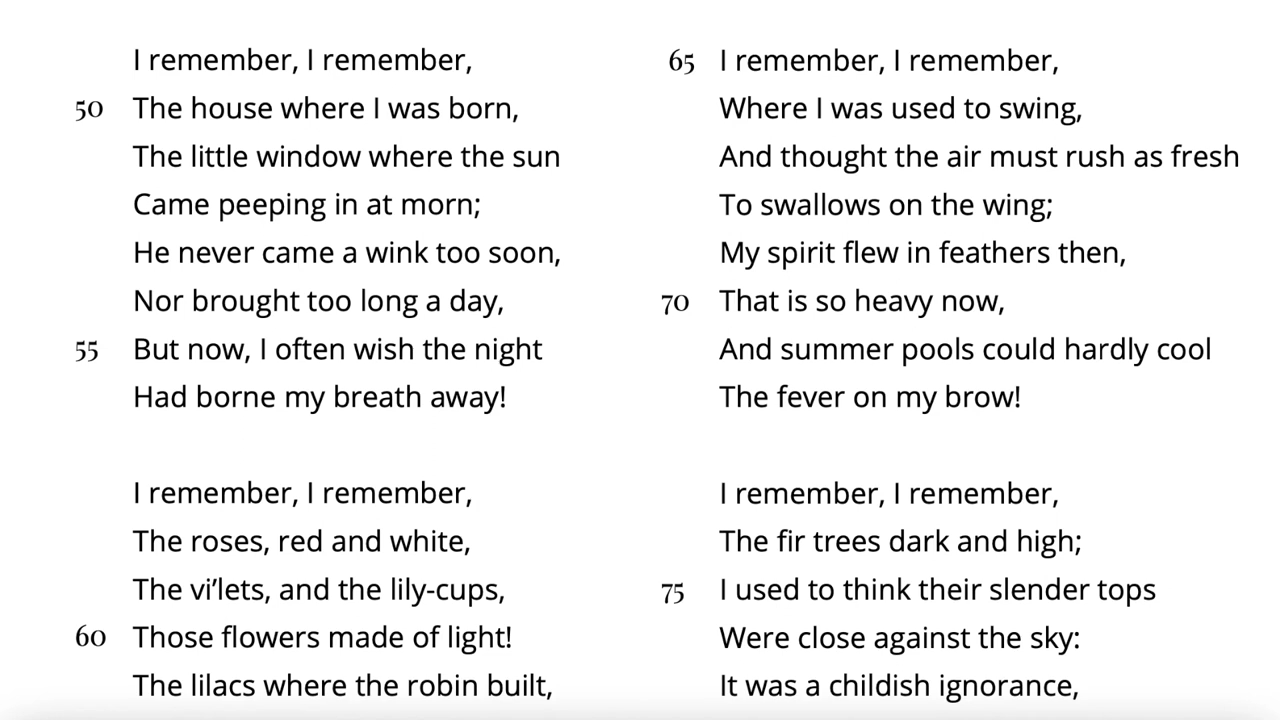 I remember, I remember,
50 The house where I was born,
The little window where the sun
Came peeping in at morn;
He never came a wink too soon,
Nor brought too long a day,
55 But now, I often wish the night
Had borne my breath away!
I remember, I remember,
The roses, red and white,
The vi’lets, and the lily-cups,
60 Those flowers made of light!
The lilacs where the robin built,
65 I remember, I remember,
Where I was used to swing,
And thought the air must rush as fresh
To swallows on the wing;
My spirit flew in feathers then,
70 That is so heavy now,
And summer pools could hardly cool
The fever on my brow!
I remember, I remember,
The fir trees dark and high;
75 I used to think their slender tops
Were close against the sky:
It was a childish ignorance,